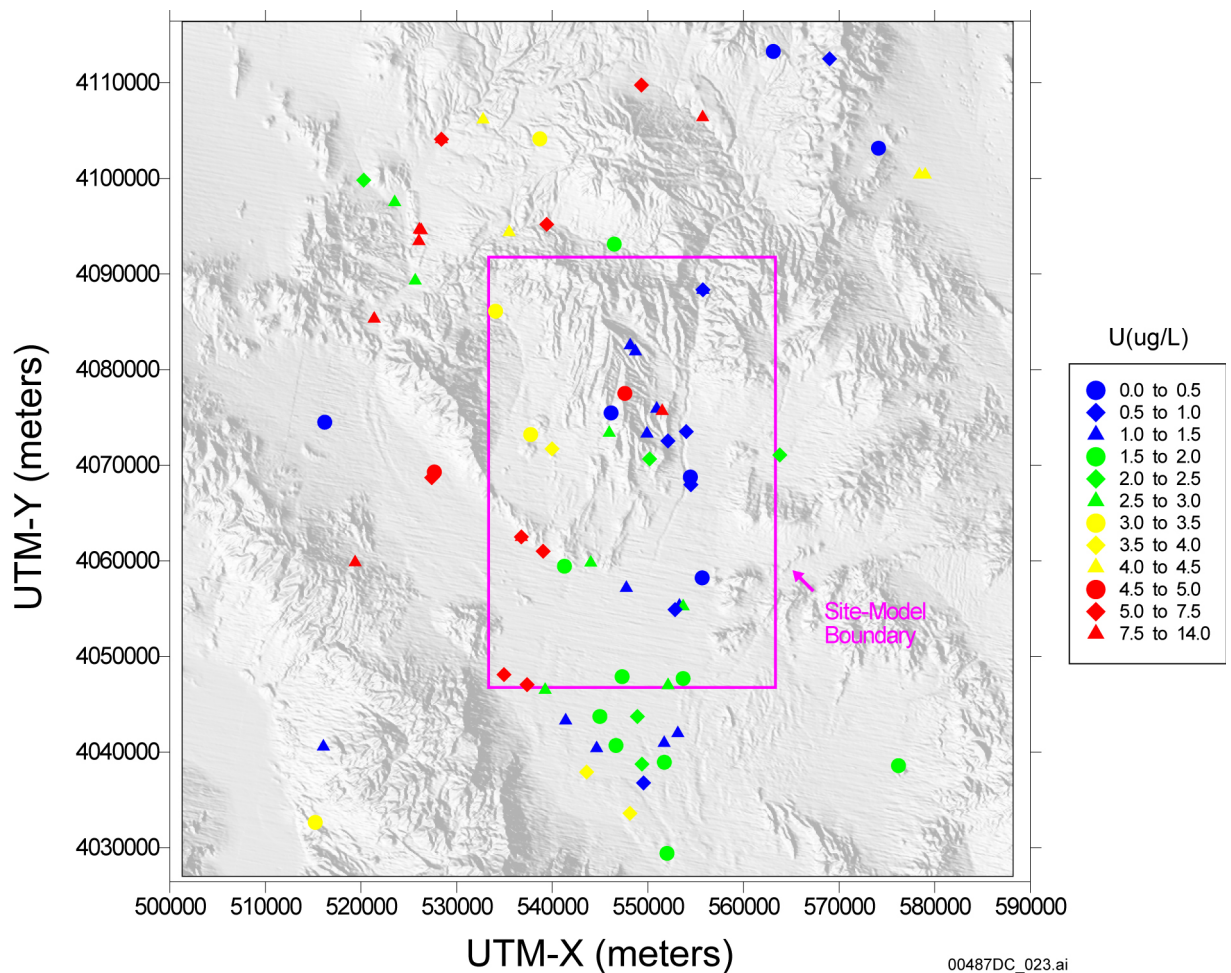 4110000
4100000
4090000
4080000
4070000
4060000
4050000
4040000
4030000
UTM-Y (meters)
500000 510000 520000 530000 540000 550000 560000 570000 580000 590000
UTM-X (meters)
Site-Model
Boundary
U(ug/L)
0.0 to 0.5
0.5 to 1.0
1.0 to 1.5
1.5 to 2.0
2.0 to 2.5
2.5 to 3.0
3.0 to 3.5
3.5 to 4.0
4.0 to 4.5
4.5 to 5.0
5.0 to 7.5
7.5 to 14.0
00487DC_023.ai